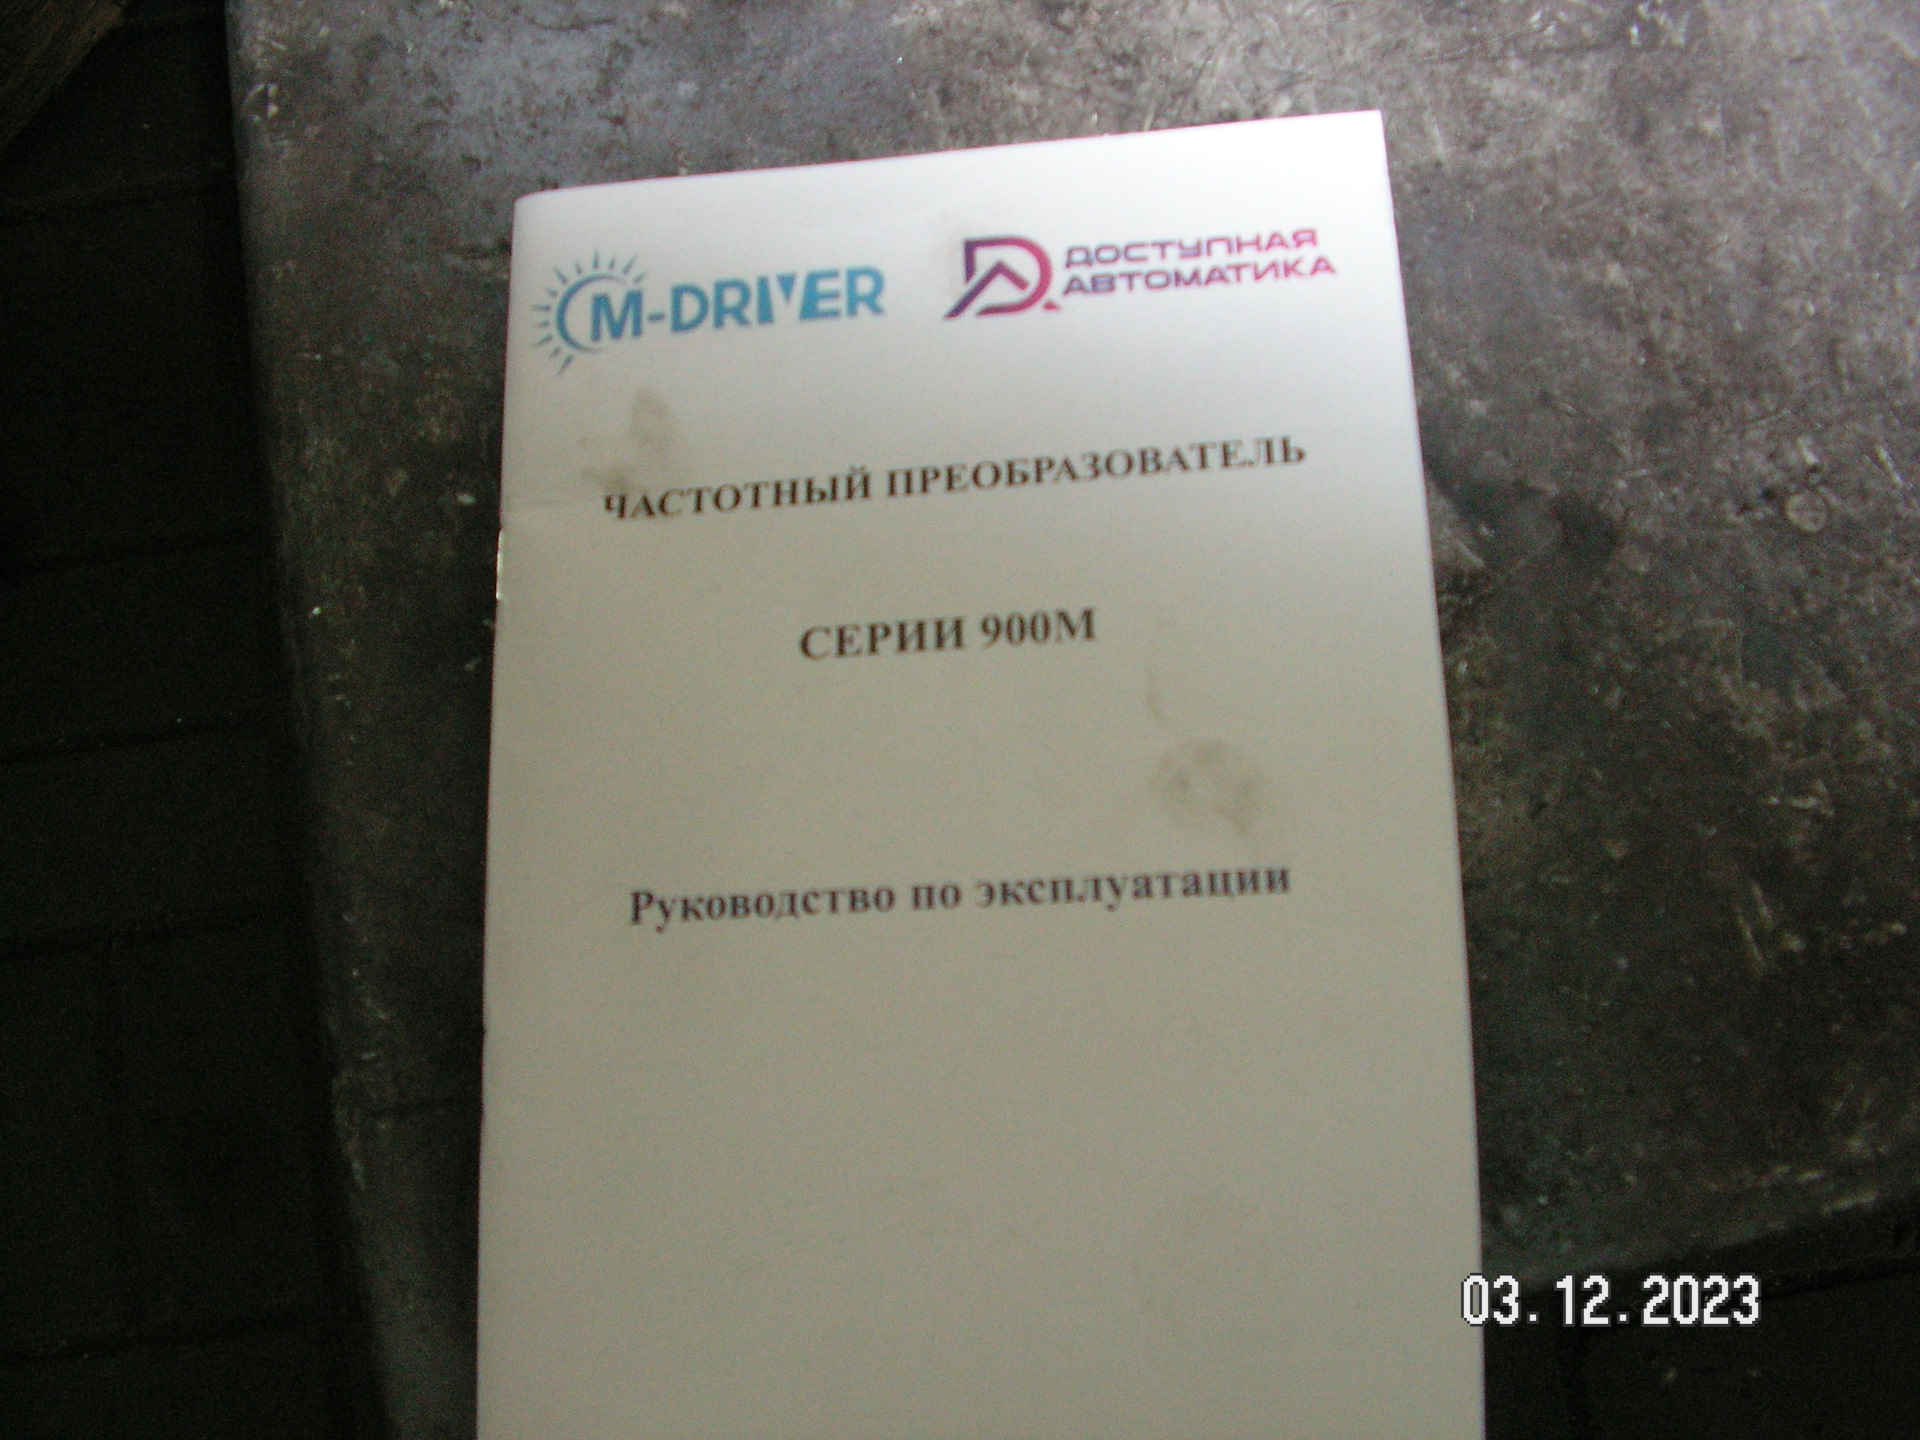 M-DRIVER
ДОСТУПНАЯ
АВТОМАТИКА
ЧАСТОТНЫЙ ПРЕОБРАЗОВАТЕЛЬ
СЕРИИ 900М
Руководство по эксплуатации
03.12.2023